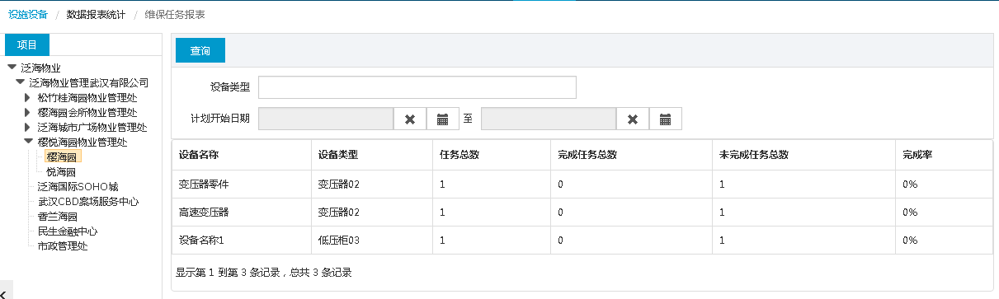 设施设备 / 数据报表统计 / 维保任务报表
项目
泛海物业
泛海物业管理武汉有限公司
松竹桂海园物业管理处
樱海园会所物业管理处
泛海城市广场物业管理处
樱悦海园物业管理处
樱海园
悦海园
泛海国际SOHO城
武汉CBD案场服务中心
香兰海园
民生金融中心
市政管理处
查询
设备类型
计划开始日期 至
设备名称 设备类型 任务总数 完成任务总数 未完成任务总数 完成率
变压器零件 变压器02 1 0 1 0%
高速变压器 变压器02 1 0 1 0%
设备名称1 低压柜03 1 0 1 0%
显示第 1 到第 3 条记录，总共 3 条记录